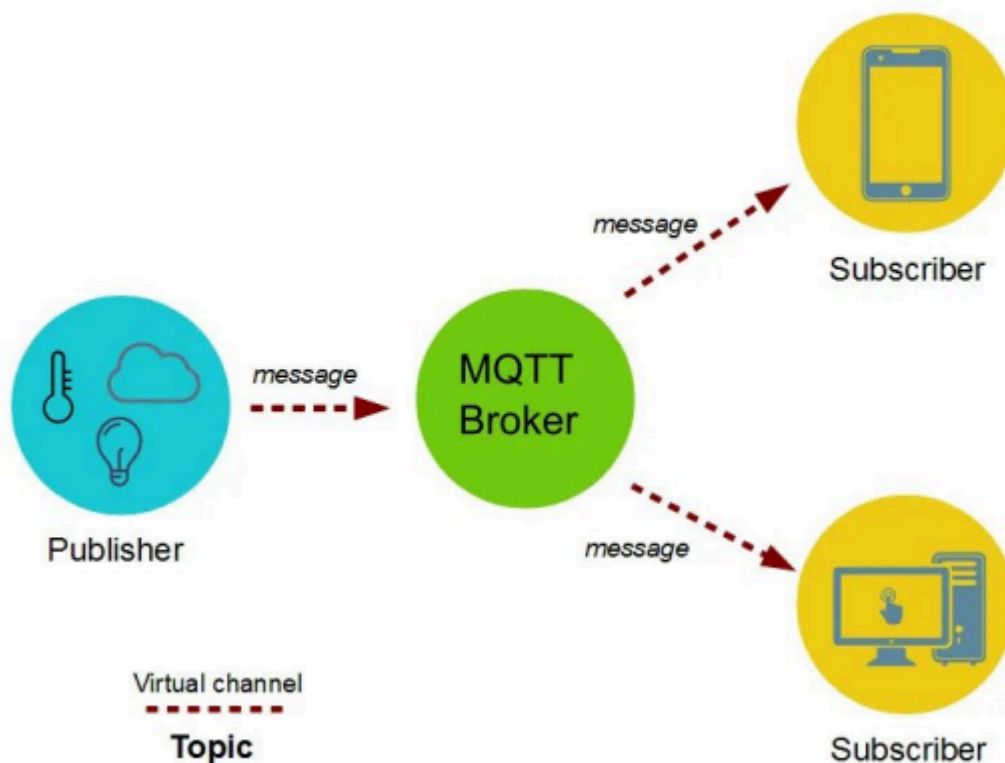 message
Subscriber
message
MQTT
Broker
Publisher
message
Virtual channel
Topic
Subscriber